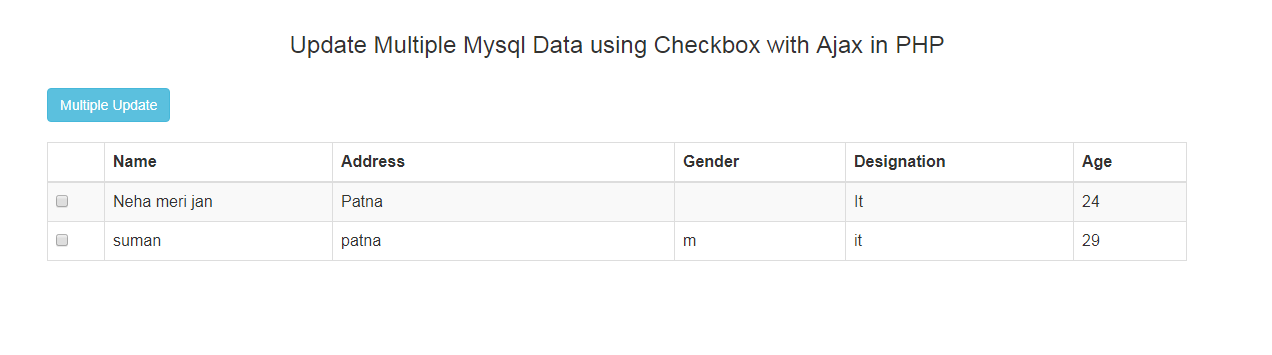 Update Multiple Mysql Data using Checkbox with Ajax in PHP
Multiple Update
Name Address Gender Designation Age
Neha meri jan Patna It 24
suman patna m it 29